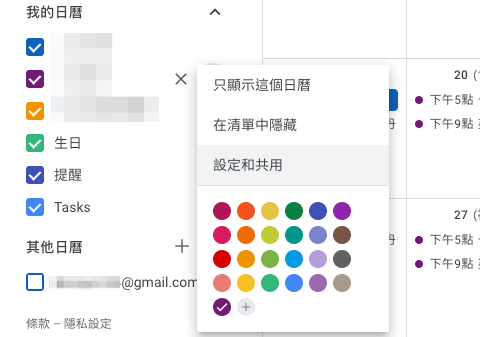 我的日曆
生日
提醒
Tasks
其他日曆
@gmail.com
條款 – 隱私設定
只顯示這個日曆
在清單中隱藏
設定和共用
20
下午5點
下午9點
27
下午5點
下午9點